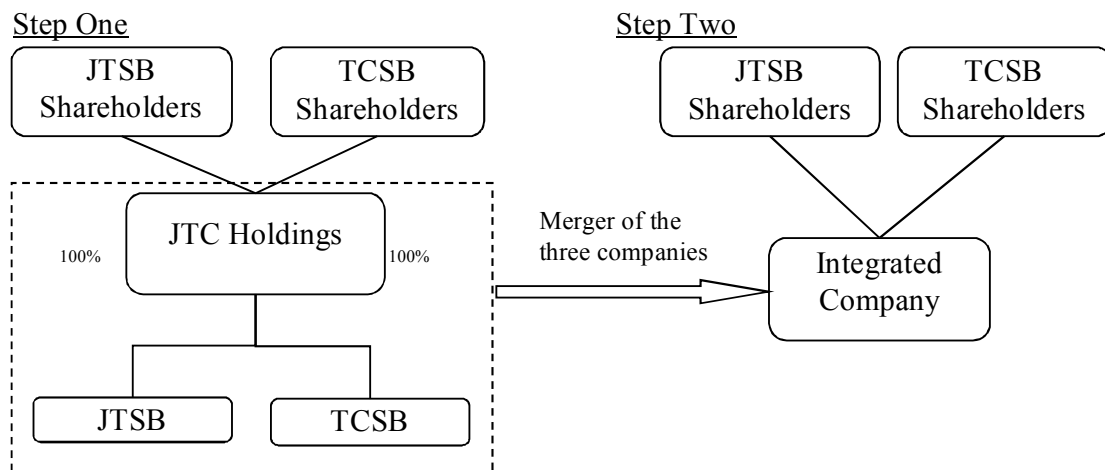 Step One
JTSB
Shareholders
TCSB
Shareholders
JTC Holdings
100%
100%
JTSB
TCSB
Merger of the
three companies
Step Two
JTSB
Shareholders
TCSB
Shareholders
Integrated
Company